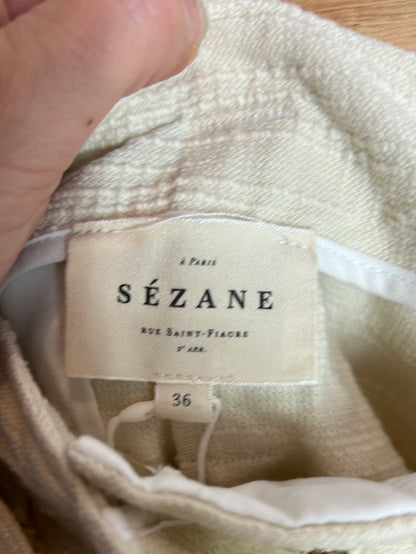 A PARIS
SÉZANE
RUE SAINT-FIACRE
2e ARR.
36